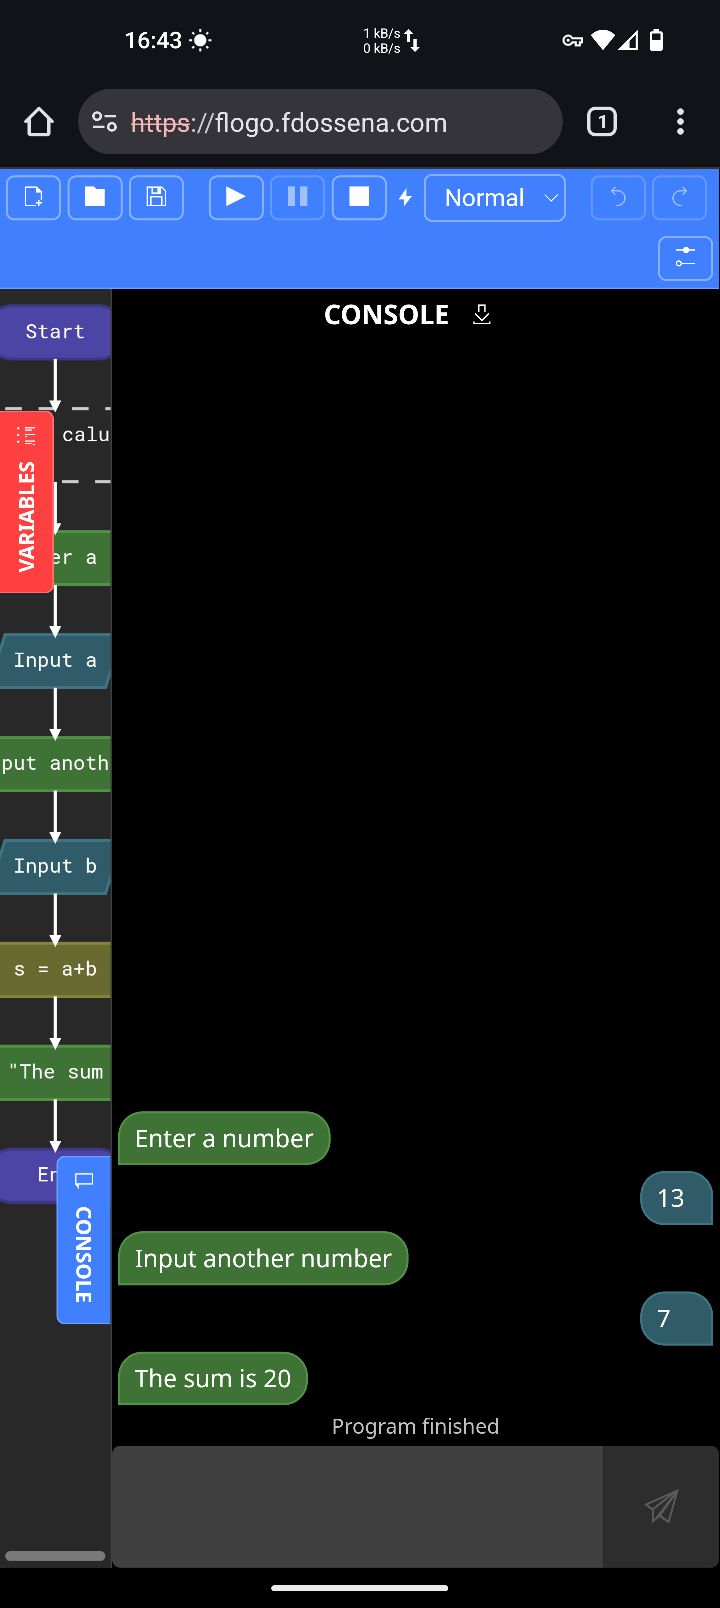 16:43
1 kB/s
0 kB/s
https://flogo.fdossena.com
1
Normal
CONSOLE
Start
calu
VARIABLES
er a
Input a
put anoth
Input b
s = a+b
"The sum
En
CONSOLE
Enter a number
13
Input another number
7
The sum is 20
Program finished